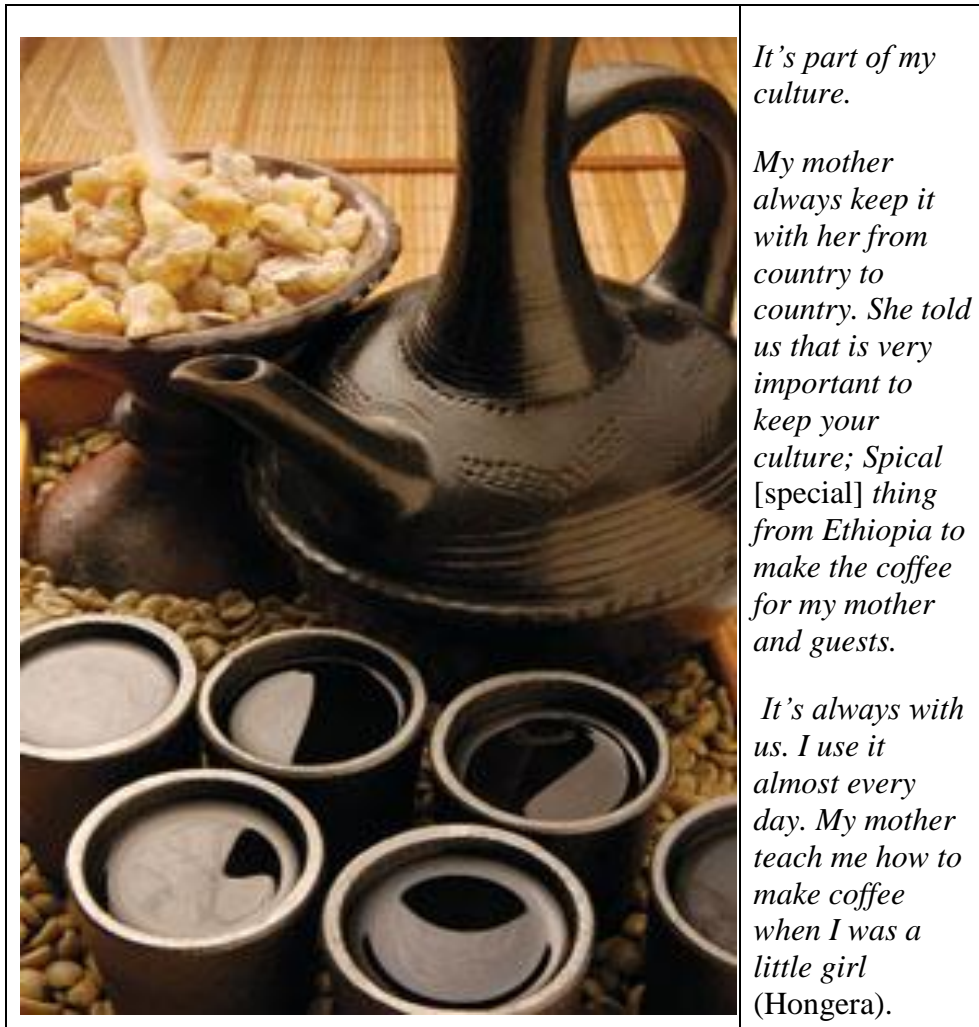 It's part of my
culture.
My mother
always keep it
with her from
country to
country. She told
us that is very
important to
keep your
culture; Spical
[special] thing
from Ethiopia to
make the coffee
for my mother
and guests.
It's always with
us. I use it
almost every
day. My mother
teach me how to
make coffee
when I was a
little girl
(Hongera).